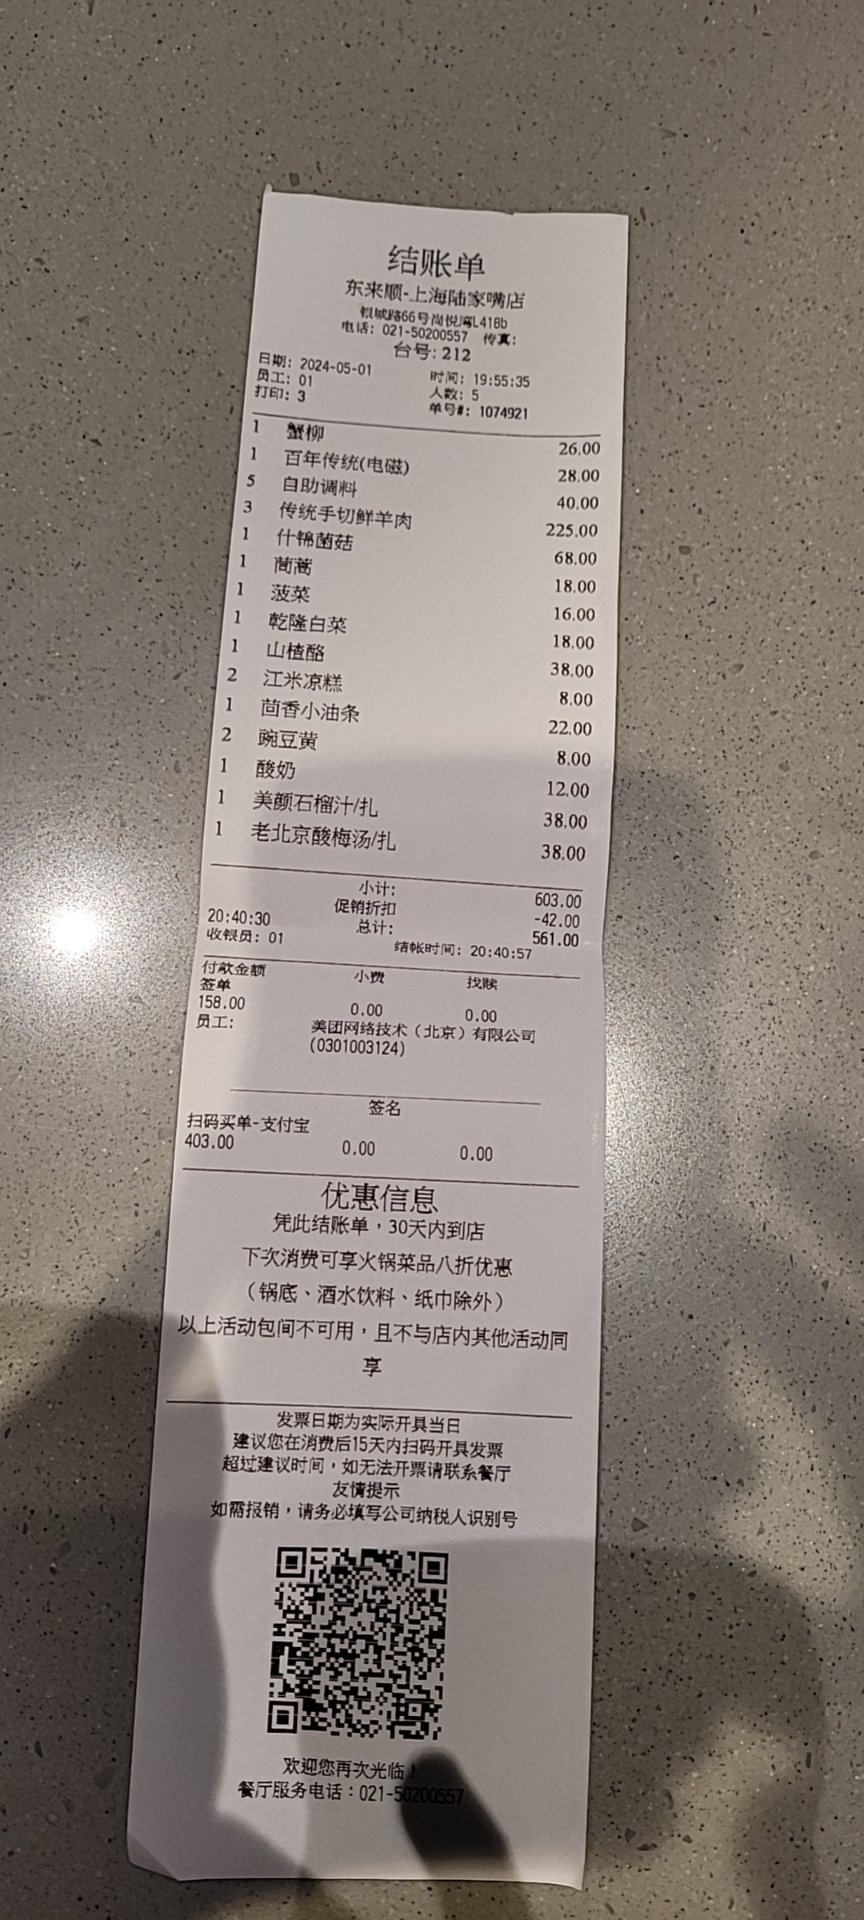 结账单
东来顺-上海陆家嘴店
银城路66号尚悦湾L418b
电话: 021-50200557 传真:
台号: 212
日期: 2024-05-01 时间: 19:55:35
员工: 01 人数: 5
打印: 3 单号#: 1074921
1 蟹柳 26.00
1 百年传统(电磁) 28.00
5 自助调料 40.00
3 传统手切鲜羊肉 225.00
1 什锦菌菇 68.00
1 茼蒿 18.00
1 菠菜 16.00
1 乾隆白菜 18.00
1 山楂酪 38.00
2 江米凉糕 8.00
1 茴香小油条 22.00
2 豌豆黄 8.00
1 酸奶 12.00
1 美颜石榴汁/扎 38.00
1 老北京酸梅汤/扎 38.00
小计: 603.00
促销折扣 -42.00
20:40:30 总计: 561.00
收银员: 01 结帐时间: 20:40:57
付款金额 小费 找赎
签单
158.00 0.00 0.00
员工: 美团网络技术（北京）有限公司
(0301003124)
签名
扫码买单-支付宝
403.00 0.00 0.00
优惠信息
凭此结账单，30天内到店
下次消费可享火锅菜品八折优惠
（锅底、酒水饮料、纸巾除外）
以上活动包间不可用，且不与店内其他活动同
享
发票日期为实际开具当日
建议您在消费后15天内扫码开具发票
超过建议时间，如无法开票请联系餐厅
友情提示
如需报销，请务必填写公司纳税人识别号
欢迎您再次光临！
餐厅服务电话：021-50200557